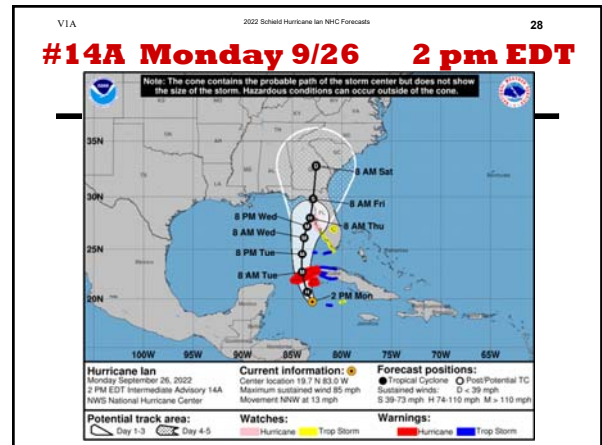 V1A 2022 Schield Hurricane Ian NHC Forecasts 28
#14A Monday 9/26 2 pm EDT
Note: The cone contains the probable path of the storm center but does not show
the size of the storm. Hazardous conditions can occur outside of the cone.
35N
8 AM Sat
30N
8 AM Fri
8 PM Wed
8 AM Thu
8 AM Wed
25N
8 PM Tue
8 AM Tue
2 PM Mon
20N
100W 95W 90W 85W 80W 75W 70W 65W
Hurricane Ian
Monday September 26, 2022
2 PM EDT Intermediate Advisory 14A
NWS National Hurricane Center
Current information:
Center location 19.7 N 83.0 W
Maximum sustained wind 85 mph
Movement NNW at 13 mph
Forecast positions:
Tropical Cyclone Post/Potential TC
Sustained winds: D < 39 mph
S 39-73 mph H 74-110 mph M > 110 mph
Potential track area:
Day 1-3 Day 4-5
Watches:
Hurricane Trop Storm
Warnings:
Hurricane Trop Storm